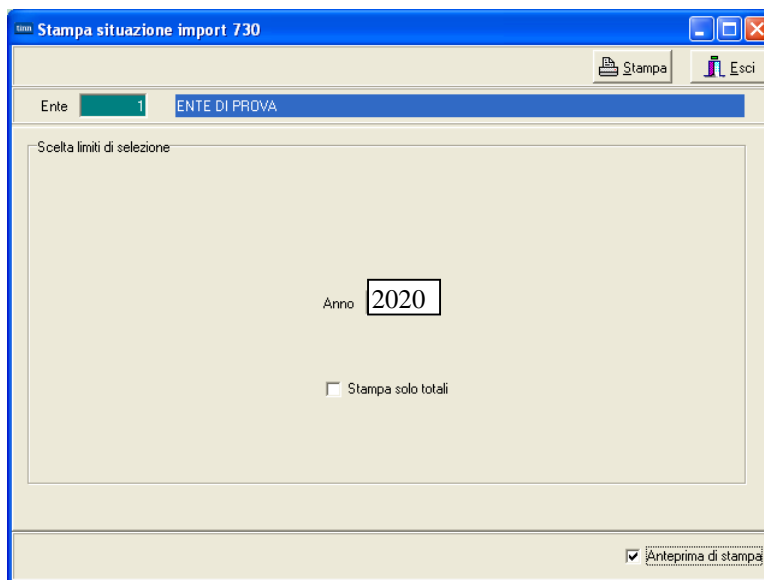 tinn Stampa situazione import 730
Stampa Esci
Ente 1 ENTE DI PROVA
Scelta limiti di selezione
Anno 2020
Stampa solo totali
Anteprima di stampa